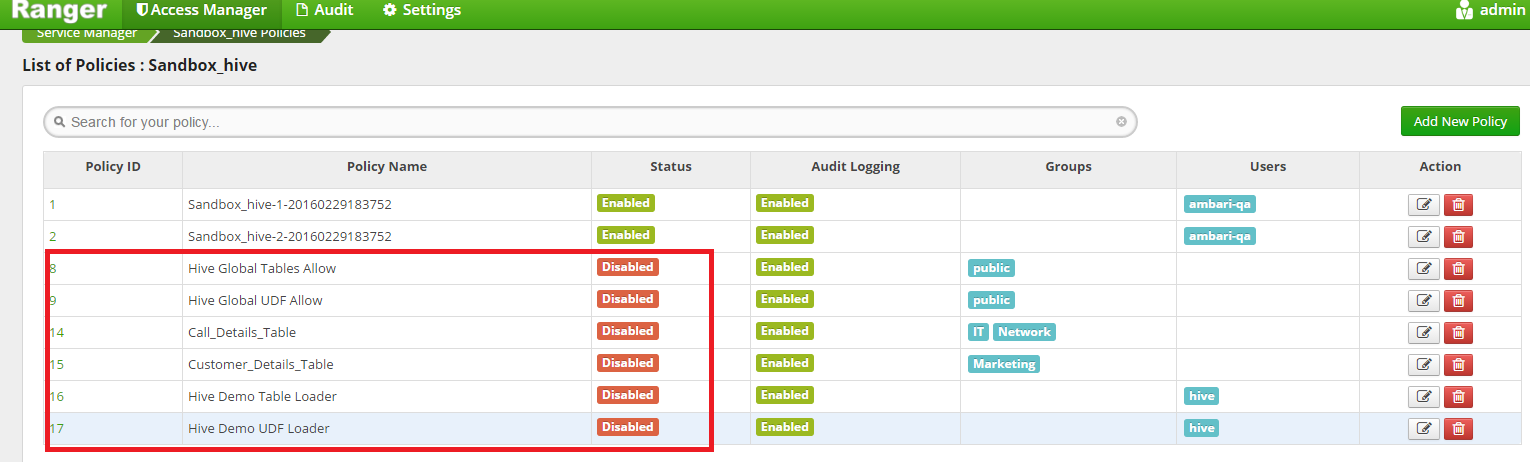 Ranger Access Manager Audit Settings admin
Service Manager Sandbox_hive Policies
List of Policies : Sandbox_hive
Search for your policy... Add New Policy
Policy ID Policy Name Status Audit Logging Groups Users Action
1 Sandbox_hive-1-20160229183752 Enabled Enabled ambari-qa
2 Sandbox_hive-2-20160229183752 Enabled Enabled ambari-qa
8 Hive Global Tables Allow Disabled Enabled public
9 Hive Global UDF Allow Disabled Enabled public
14 Call_Details_Table Disabled Enabled IT Network
15 Customer_Details_Table Disabled Enabled Marketing
16 Hive Demo Table Loader Disabled Enabled hive
17 Hive Demo UDF Loader Disabled Enabled hive